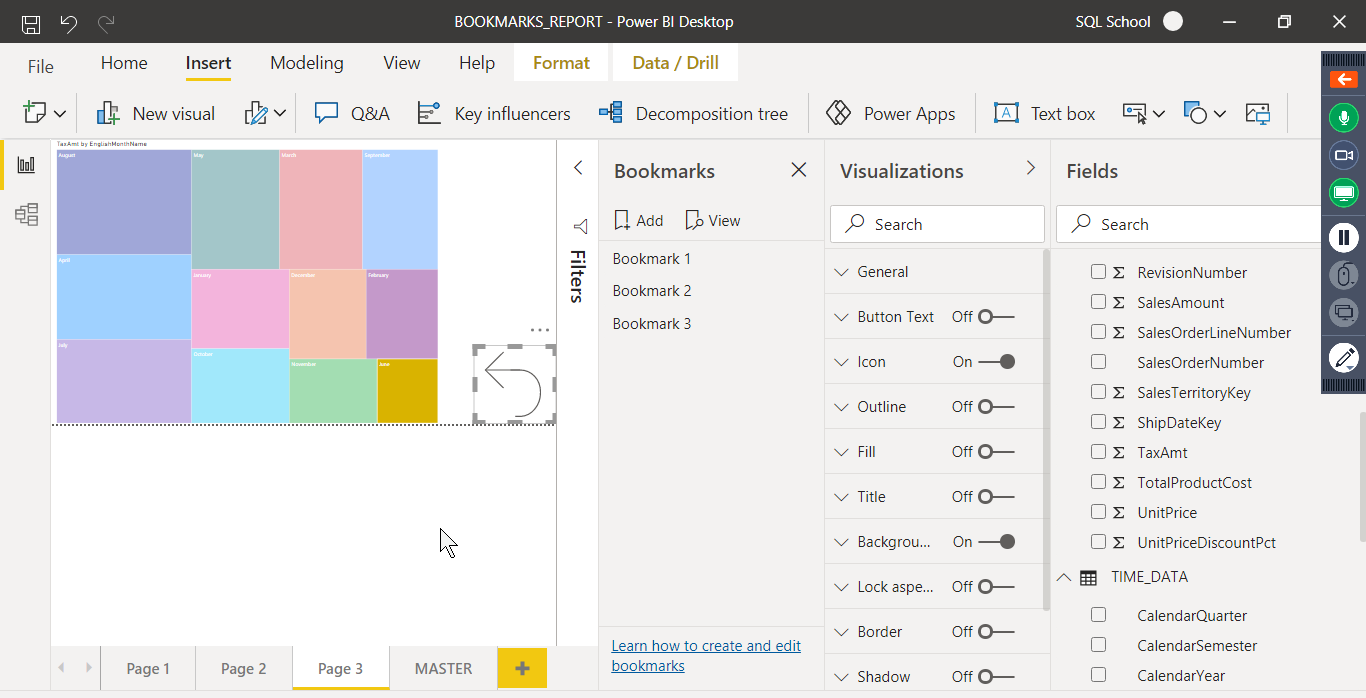 BOOKMARKS_REPORT - Power BI Desktop
SQL School
File
Home
Insert
Modeling
View
Help
Format
Data / Drill
New visual
Q&A
Key influencers
Decomposition tree
Power Apps
Text box
TaxAmt by EnglishMonthName
August
May
March
September
April
January
December
February
July
October
November
June
Filters
Bookmarks
Add
View
Bookmark 1
Bookmark 2
Bookmark 3
Learn how to create and edit
bookmarks
Visualizations
Search
General
Button Text Off
Icon On
Outline Off
Fill Off
Title Off
Backgrou... On
Lock aspe... Off
Border Off
Shadow Off
Fields
Search
RevisionNumber
SalesAmount
SalesOrderLineNumber
SalesOrderNumber
SalesTerritoryKey
ShipDateKey
TaxAmt
TotalProductCost
UnitPrice
UnitPriceDiscountPct
TIME_DATA
CalendarQuarter
CalendarSemester
CalendarYear
Page 1
Page 2
Page 3
MASTER